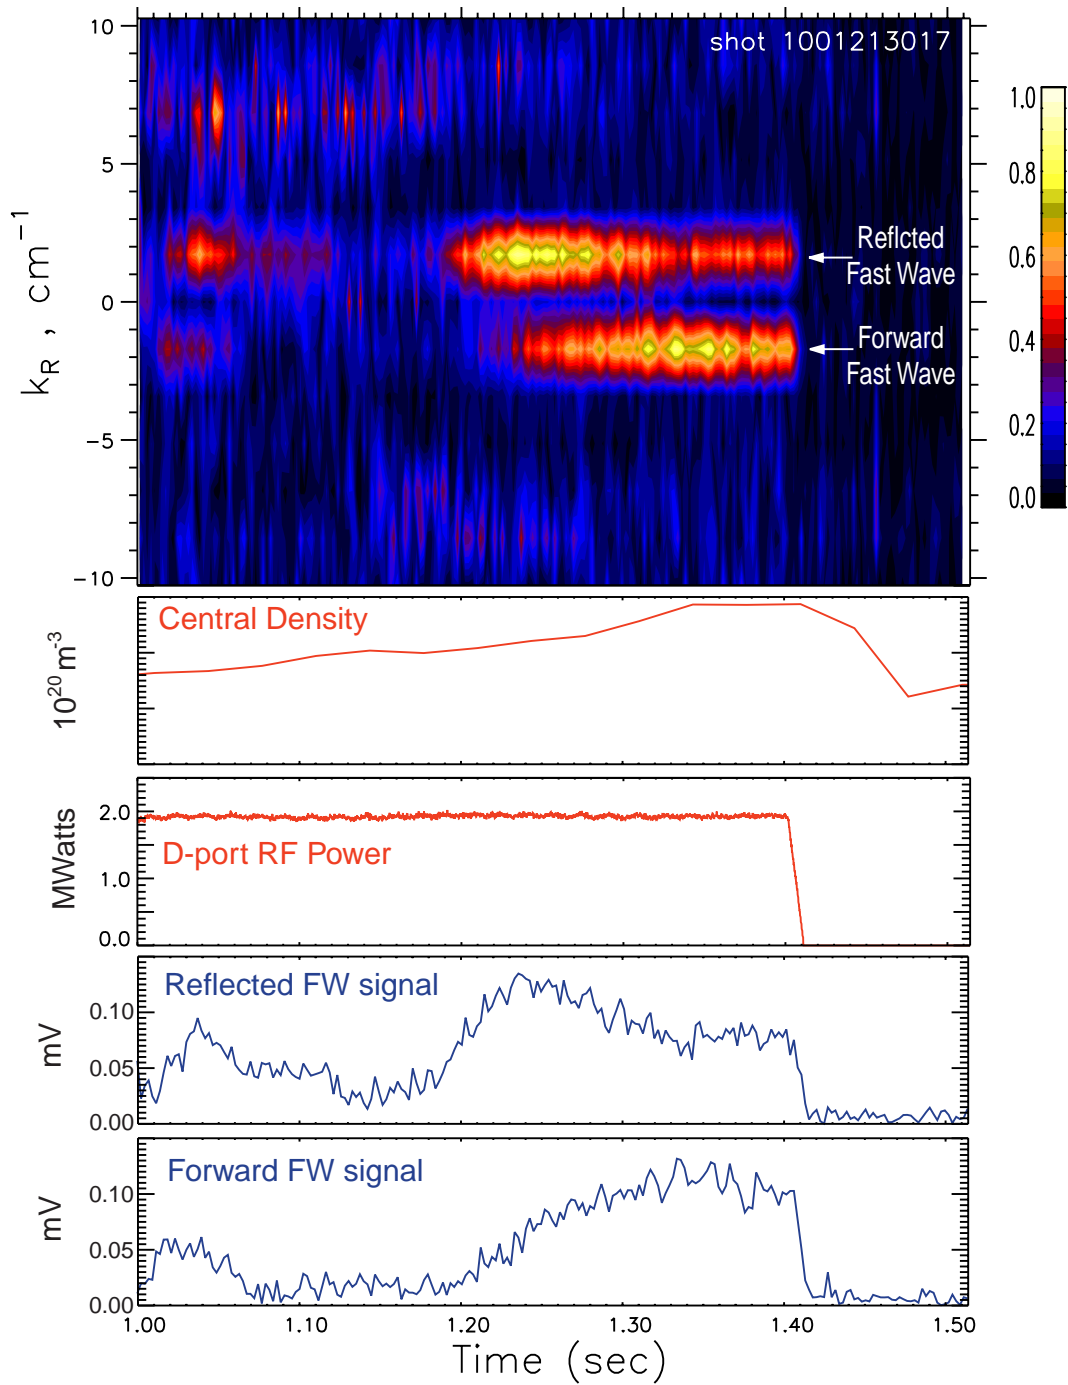 shot 1001213017
10
5
0
-5
-10
k_R , cm^-1
Reflcted
Fast Wave
Forward
Fast Wave
1.0
0.8
0.6
0.4
0.2
0.0
Central Density
10^20 m^-3
2.0
1.0
0.0
MWatts
D-port RF Power
Reflected FW signal
0.10
0.05
0.00
mV
Forward FW signal
0.10
0.05
0.00
mV
1.00 1.10 1.20 1.30 1.40 1.50
Time (sec)